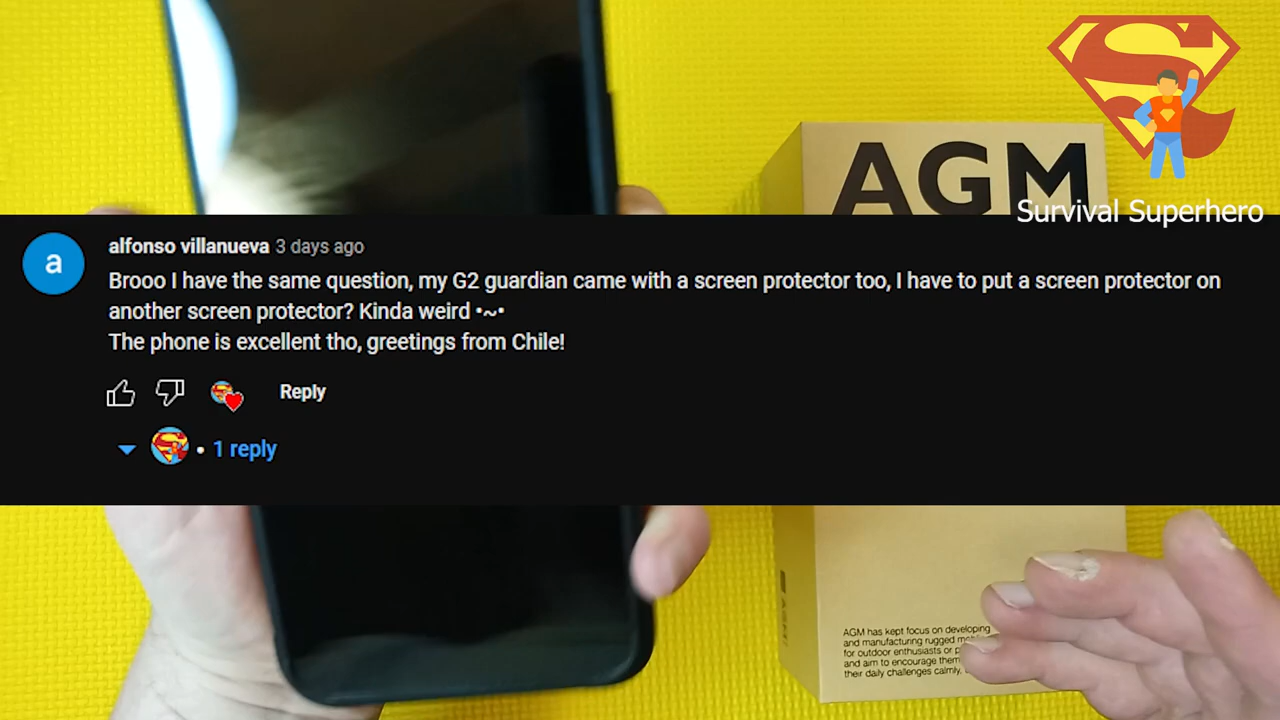 AGM
Survival Superhero
alfonso villanueva 3 days ago
a
Brooo I have the same question, my G2 guardian came with a screen protector too, I have to put a screen protector on
another screen protector? Kinda weird •~•
The phone is excellent tho, greetings from Chile!
Reply
• 1 reply
AGM has kept focus on developing
and manufacturing rugged
for outdoor enthusiasts or
and aim to encourage them
their daily challenges calmly,